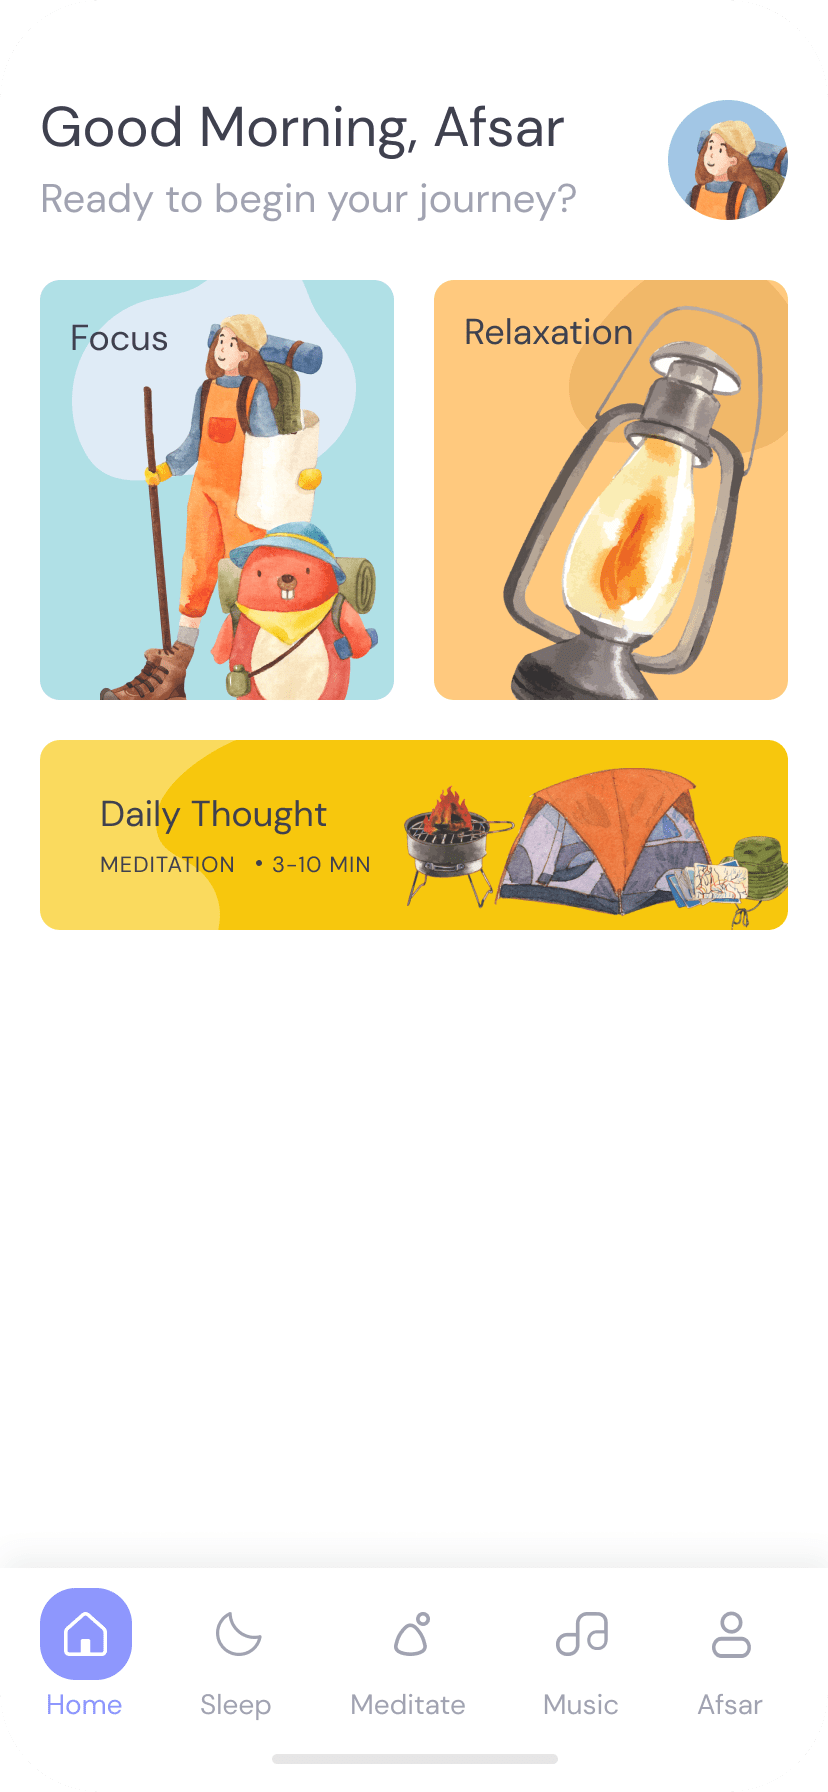 Good Morning, Afsar
Ready to begin your journey?
Focus
Relaxation
Daily Thought
MEDITATION • 3-10 MIN
Home
Sleep
Meditate
Music
Afsar